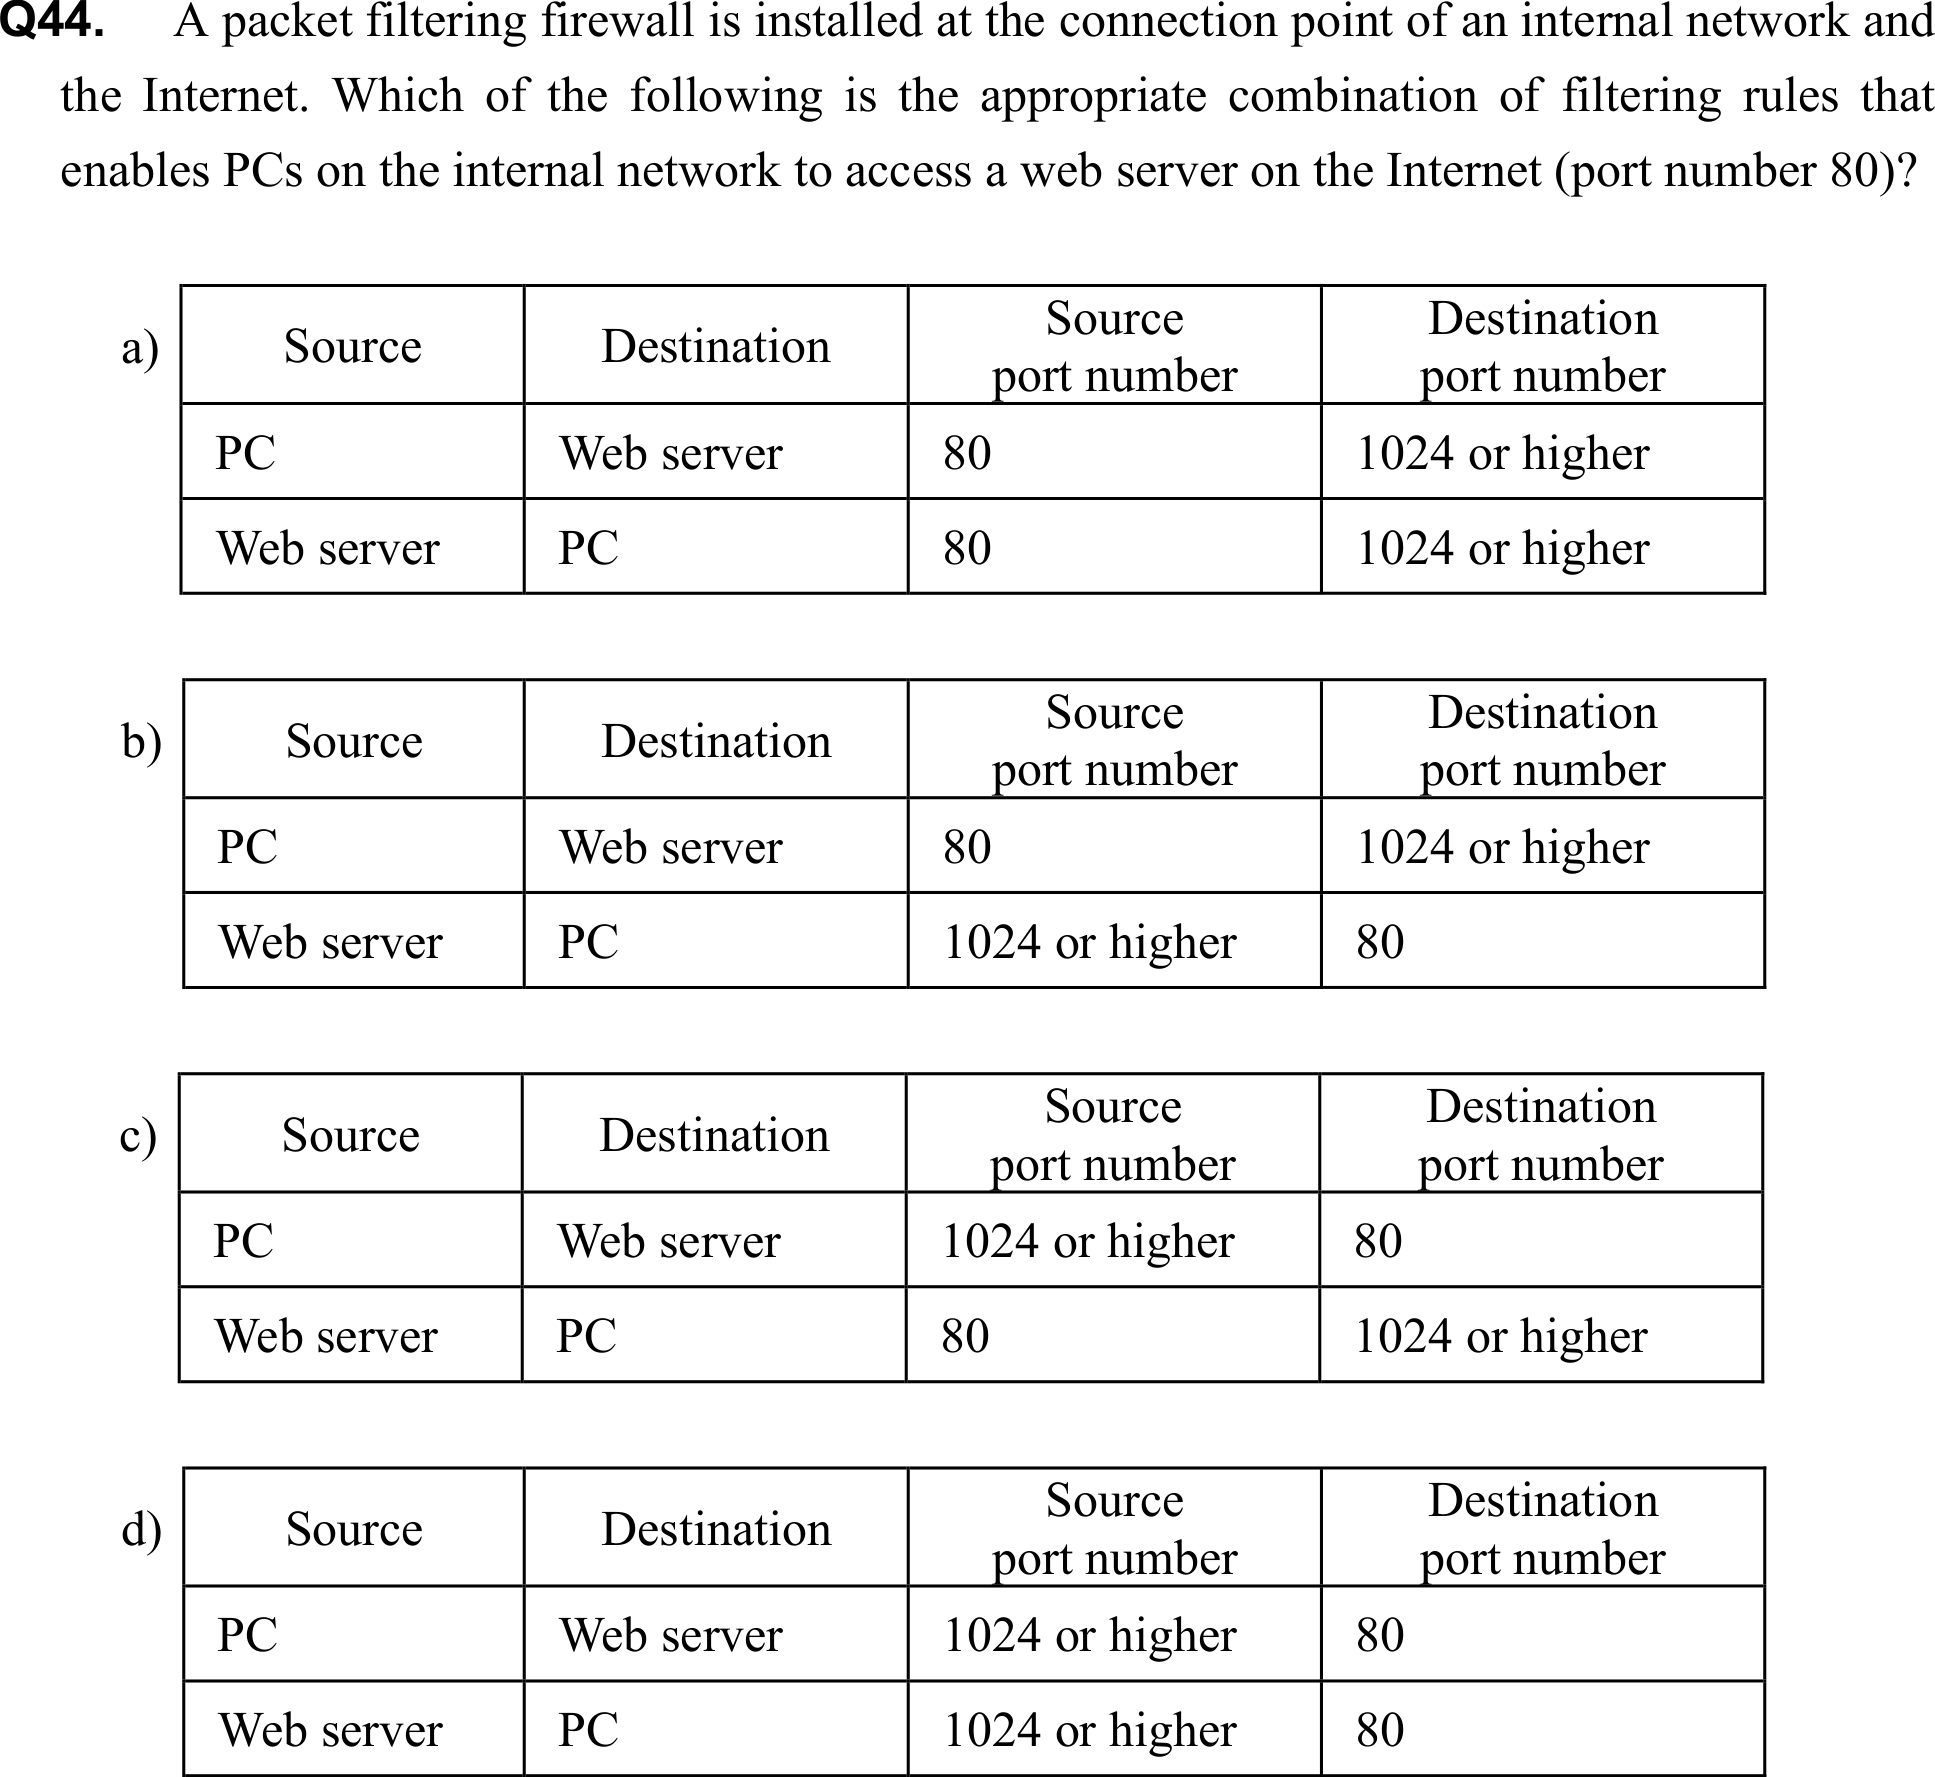 Q44. A packet filtering firewall is installed at the connection point of an internal network and
the Internet. Which of the following is the appropriate combination of filtering rules that
enables PCs on the internal network to access a web server on the Internet (port number 80)?
a)
Source Destination Source port number Destination port number
PC Web server 80 1024 or higher
Web server PC 80 1024 or higher
b)
Source Destination Source port number Destination port number
PC Web server 80 1024 or higher
Web server PC 1024 or higher 80
c)
Source Destination Source port number Destination port number
PC Web server 1024 or higher 80
Web server PC 80 1024 or higher
d)
Source Destination Source port number Destination port number
PC Web server 1024 or higher 80
Web server PC 1024 or higher 80